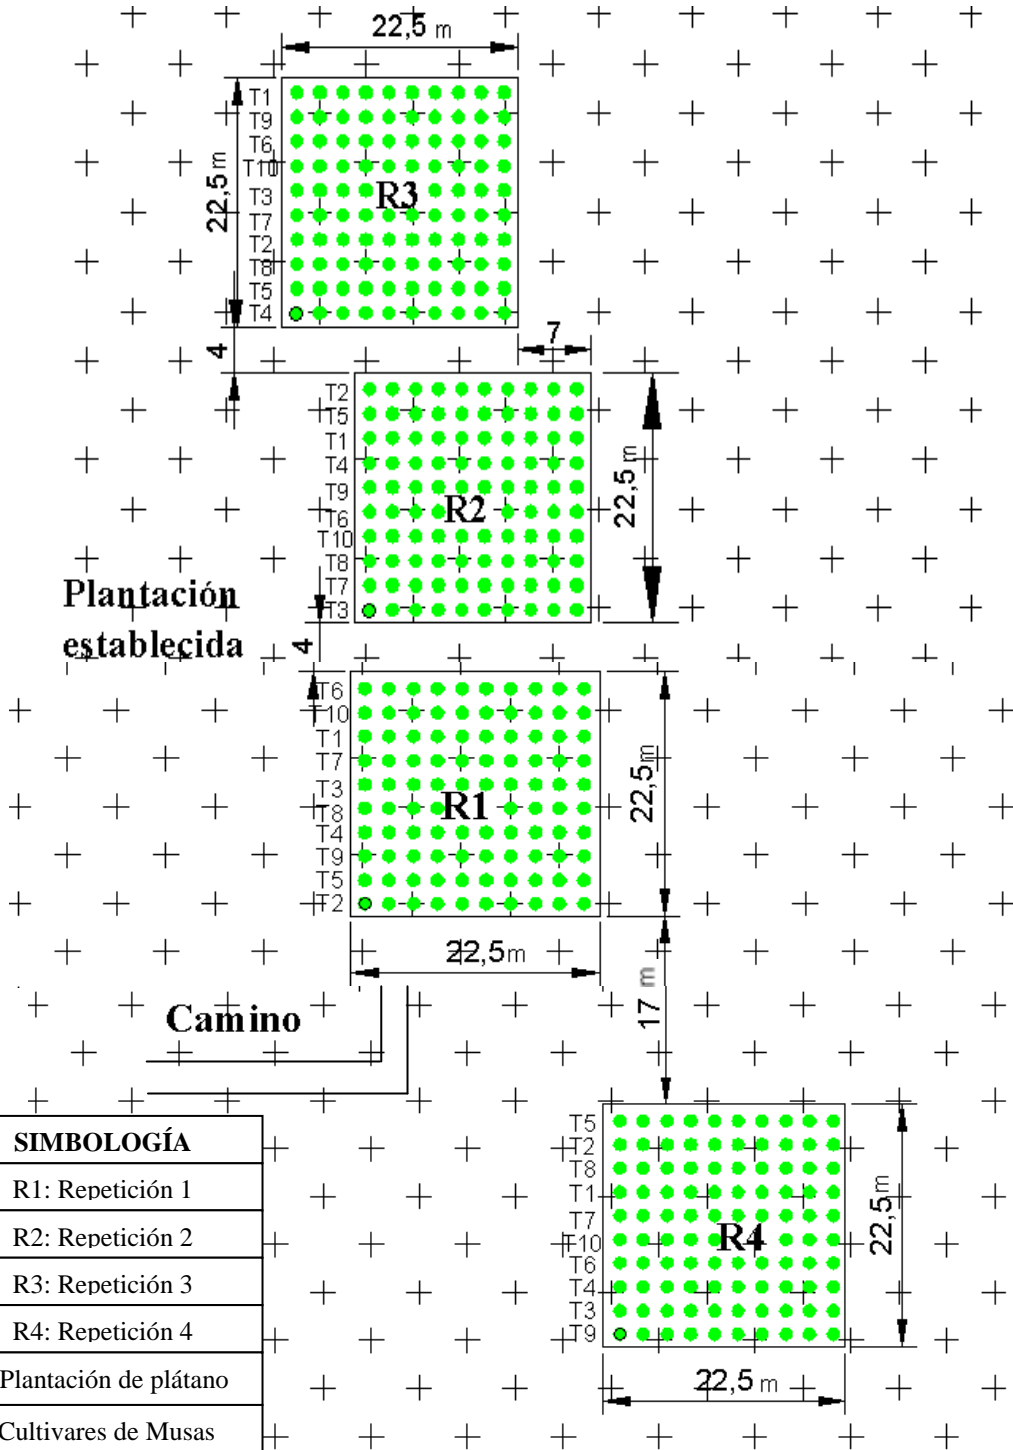 22,5 m
T1
T9
T6
T10
T3
T7
T2
T8
T5
T4
22,5 m
R3
4
7
T2
T5
T1
T4
T9
T6
T10
T8
T7
T3
R2
22,5 m
Plantación
establecida
4
T6
T10
T1
T7
T3
T8
T4
T9
T5
T2
R1
22,5m
22,5m
17 m
Camino
T5
T2
T8
T1
T7
T10
T6
T4
T3
T9
R4
22,5m
22,5 m
SIMBOLOGÍA
R1: Repetición 1
R2: Repetición 2
R3: Repetición 3
R4: Repetición 4
Plantación de plátano
Cultivares de Musas